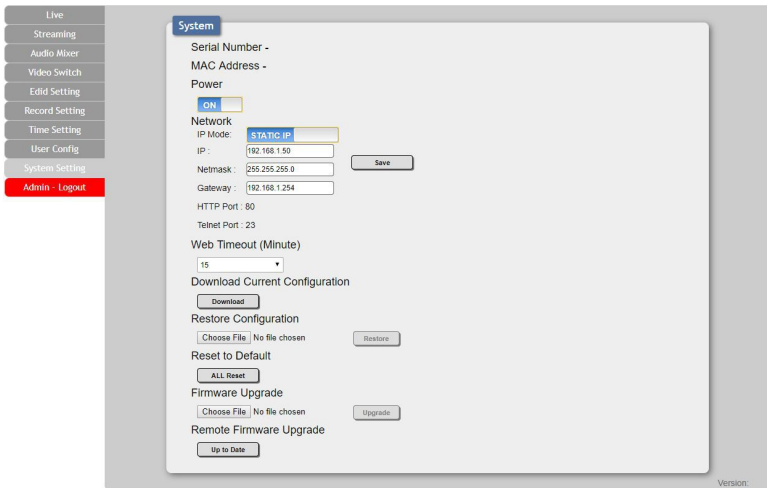 Live
Streaming
Audio Mixer
Video Switch
Edid Setting
Record Setting
Time Setting
User Config
System Setting
Admin - Logout
System
Serial Number -
MAC Address -
Power
ON
Network
IP Mode: STATIC IP
IP : 192.168.1.50
Save
Netmask : 255.255.255.0
Gateway : 192.168.1.254
HTTP Port : 80
Telnet Port : 23
Web Timeout (Minute)
15
Download Current Configuration
Download
Restore Configuration
Choose File No file chosen Restore
Reset to Default
ALL Reset
Firmware Upgrade
Choose File No file chosen Upgrade
Remote Firmware Upgrade
Up to Date
Version: